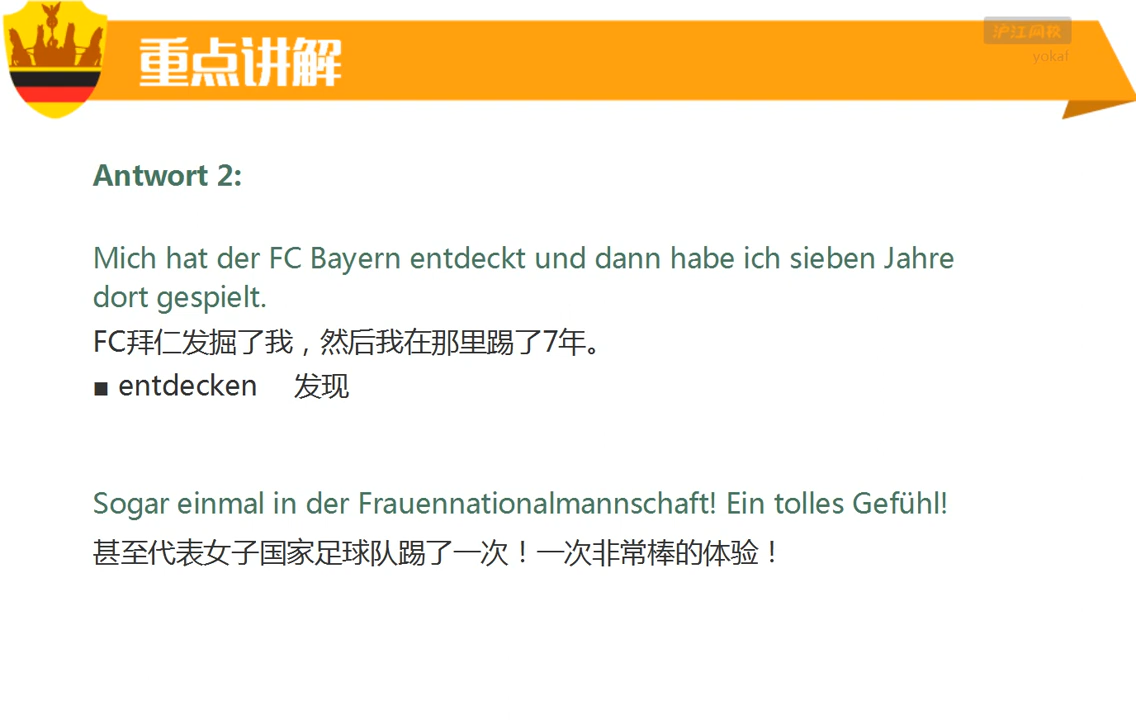 沪江网校
yokaf
重点讲解
Antwort 2:
Mich hat der FC Bayern entdeckt und dann habe ich sieben Jahre
dort gespielt.
FC拜仁发掘了我，然后我在那里踢了7年。
■ entdecken 发现
Sogar einmal in der Frauennationalmannschaft! Ein tolles Gefühl!
甚至代表女子国家足球队踢了一次！一次非常棒的体验！